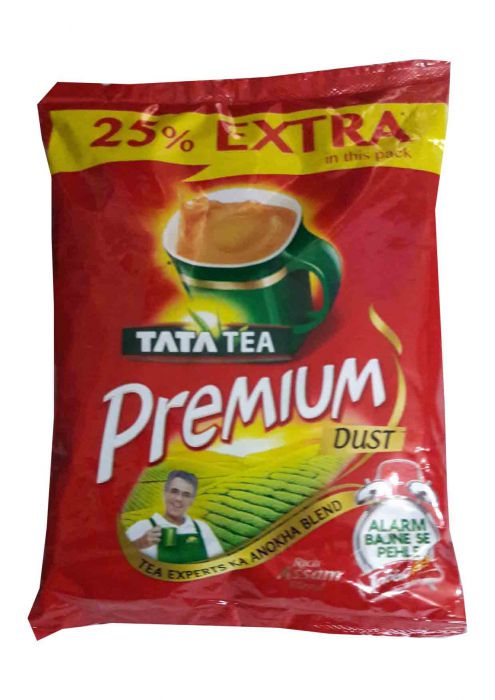 25% EXTRA
in this pack
TATA TEA
PREMIUM
DUST
TEA EXPERTS KA ANOKHA BLEND
Rich
Assam
ALARM
BAJNE SE
PEHLE